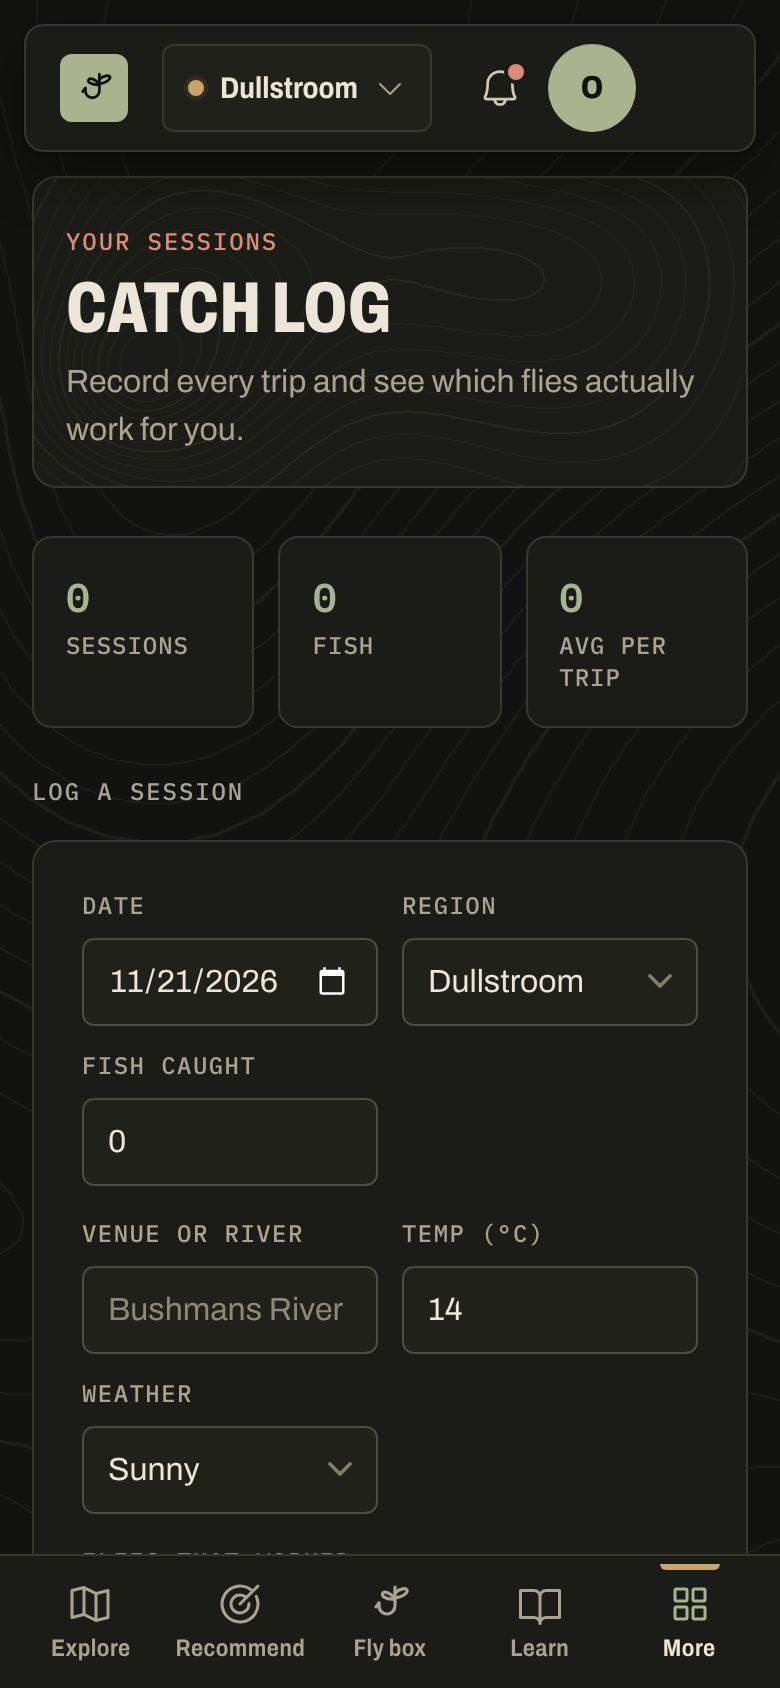 Dullstroom
O
YOUR SESSIONS
CATCH LOG
Record every trip and see which flies actually
work for you.
0
SESSIONS
0
FISH
0
AVG PER
TRIP
LOG A SESSION
DATE
REGION
11/21/2026
Dullstroom
FISH CAUGHT
0
VENUE OR RIVER
TEMP (°C)
Bushmans River
14
WEATHER
Sunny
Explore
Recommend
Fly box
Learn
More